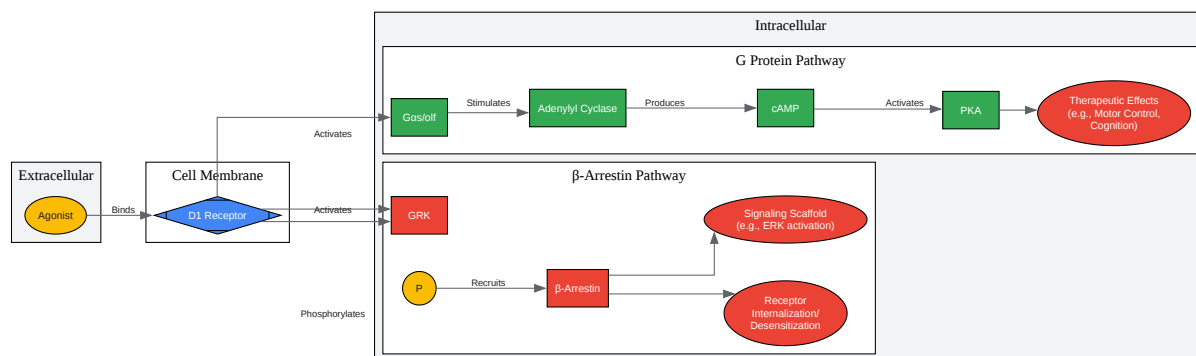 Intracellular
G Protein Pathway
Gαs/olf
Stimulates
Adenylyl Cyclase
Produces
cAMP
Activates
PKA
Therapeutic Effects
(e.g., Motor Control,
Cognition)
Activates
Extracellular
Agonist
Binds
Cell Membrane
D1 Receptor
Activates
β-Arrestin Pathway
GRK
Signaling Scaffold
(e.g., ERK activation)
P
Recruits
β-Arrestin
Receptor
Internalization/
Desensitization
Phosphorylates